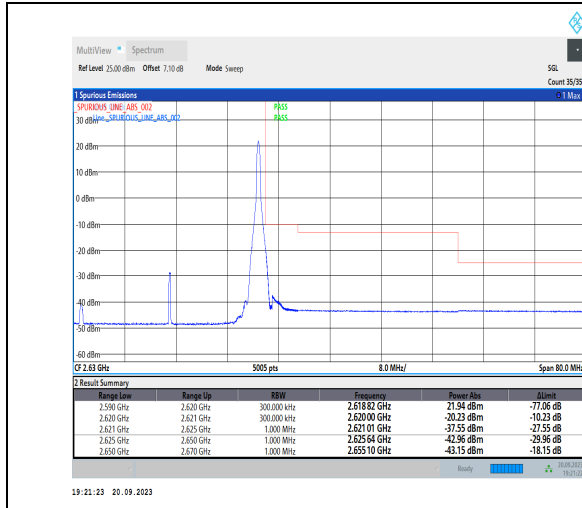 MultiView Spectrum
Ref Level 25.00 dBm Offset 7.10 dB Mode Sweep SGL
Count 35/35
1 Spurious Emissions 1 Max
_SPURIOUS_LINE_ABS_002 PASS
Line _SPURIOUS_LINE_ABS_002 PASS
30 dBm
20 dBm
10 dBm
0 dBm
-10 dBm
-20 dBm
-30 dBm
-40 dBm
-50 dBm
-60 dBm
CF 2.63 GHz 5005 pts 8.0 MHz/ Span 80.0 MHz
2 Result Summary
Range Low Range Up RBW Frequency Power Abs ΔLimit
2.590 GHz 2.620 GHz 300.000 kHz 2.618 82 GHz 21.94 dBm -77.06 dB
2.620 GHz 2.621 GHz 300.000 kHz 2.620 00 GHz -20.23 dBm -10.23 dB
2.621 GHz 2.625 GHz 1.000 MHz 2.621 01 GHz -37.55 dBm -27.55 dB
2.625 GHz 2.650 GHz 1.000 MHz 2.625 64 GHz -42.96 dBm -29.96 dB
2.650 GHz 2.670 GHz 1.000 MHz 2.655 10 GHz -43.15 dBm -18.15 dB
Ready 20.09.2023
19:21:22
19:21:23 20.09.2023